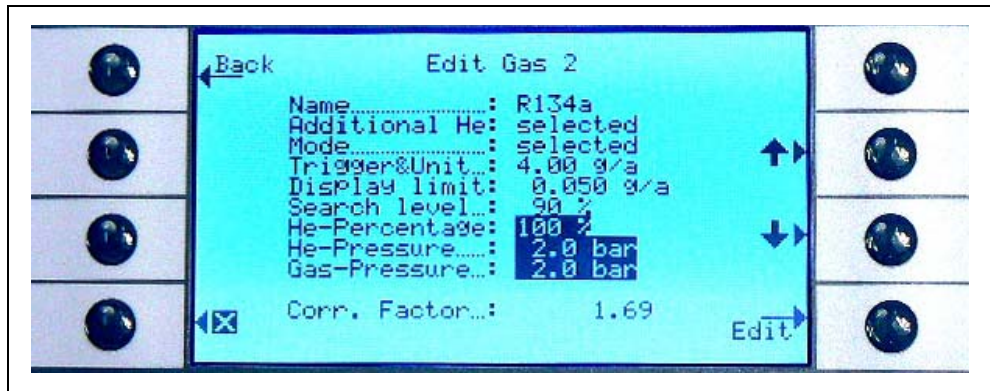 Back Edit Gas 2
Name……………………: R134a
Additional He: selected
Mode……………………: selected
Trigger&Unit…: 4.00 g/a
Display limit: 0.050 g/a
Search level…: 90 %
He-Percentage: 100 %
He-Pressure……: 2.0 bar
Gas-Pressure…: 2.0 bar
Corr. Factor…: 1.69
Edit